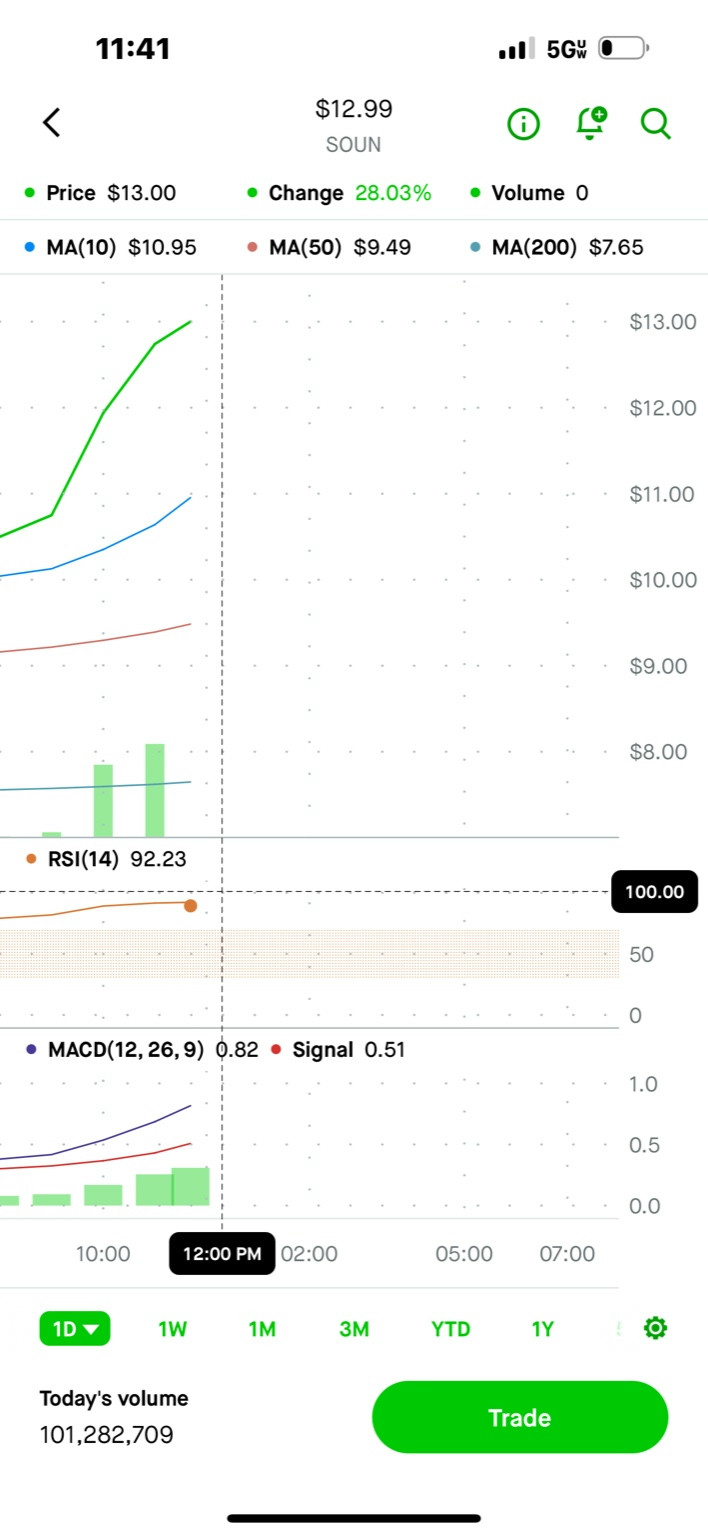 11:41 5GUW
$12.99
SOUN
Price $13.00 Change 28.03% Volume 0
MA(10) $10.95 MA(50) $9.49 MA(200) $7.65
$13.00
$12.00
$11.00
$10.00
$9.00
$8.00
RSI(14) 92.23
100.00
50
0
MACD(12, 26, 9) 0.82 Signal 0.51
1.0
0.5
0.0
10:00 12:00 PM 02:00 05:00 07:00
1D 1W 1M 3M YTD 1Y
Today's volume
101,282,709
Trade